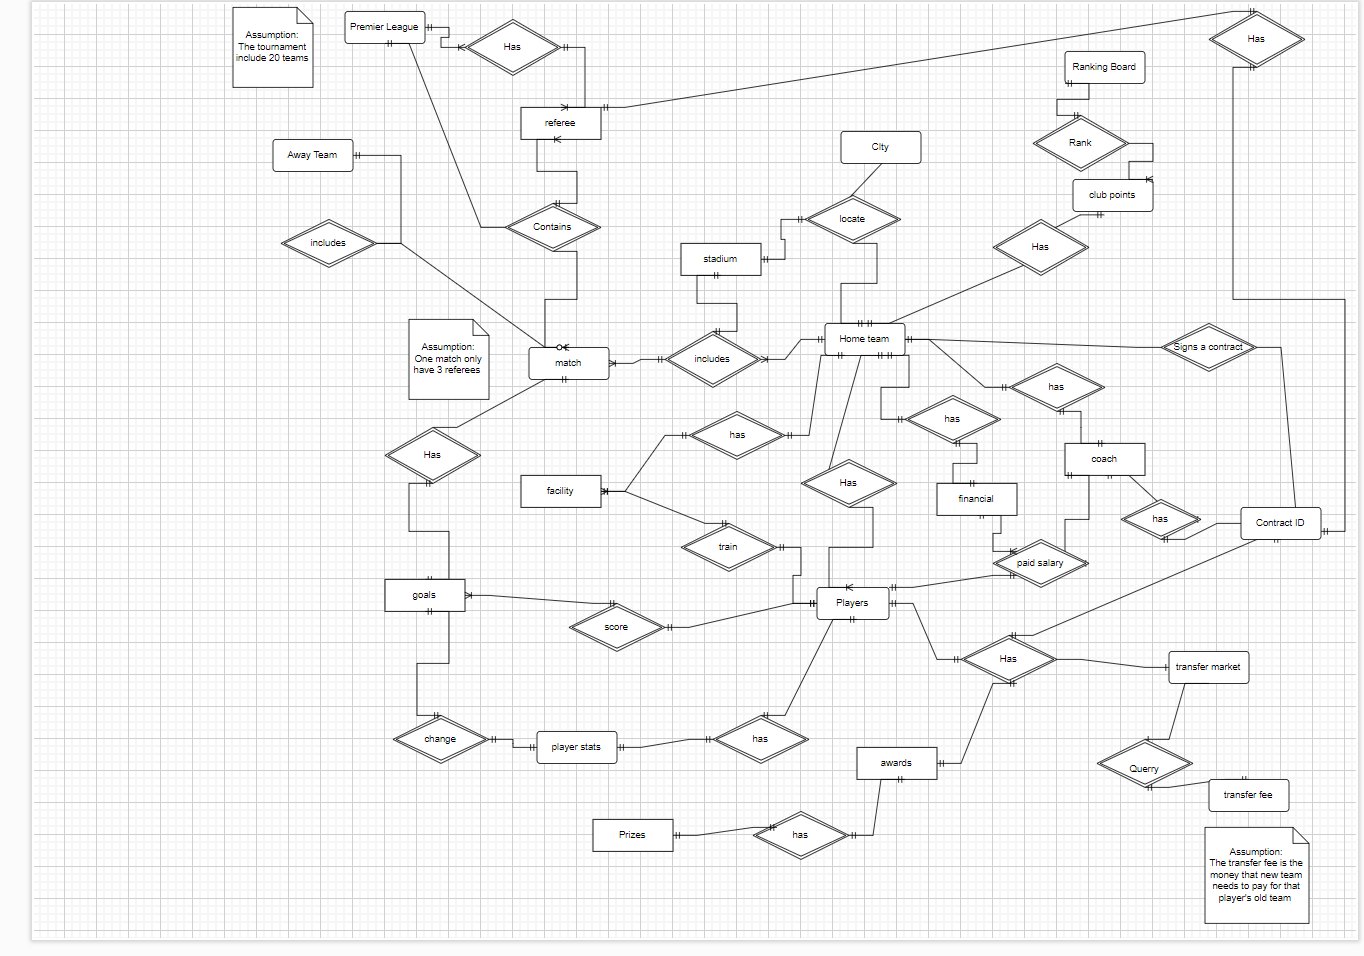 Assumption:
The tournament
include 20 teams
Premier League
Has
Has
Ranking Board
referee
Away Team
CIty
Rank
club points
includes
Contains
locate
Has
stadium
Assumption:
One match only
have 3 referees
match
includes
Home team
Signs a contract
has
has
has
Has
coach
Has
facility
financial
has
Contract ID
train
paid salary
goals
Players
score
Has
transfer market
change
player stats
has
awards
Querry
transfer fee
Prizes
has
Assumption:
The transfer fee is the
money that new team
needs to pay for that
player's old team